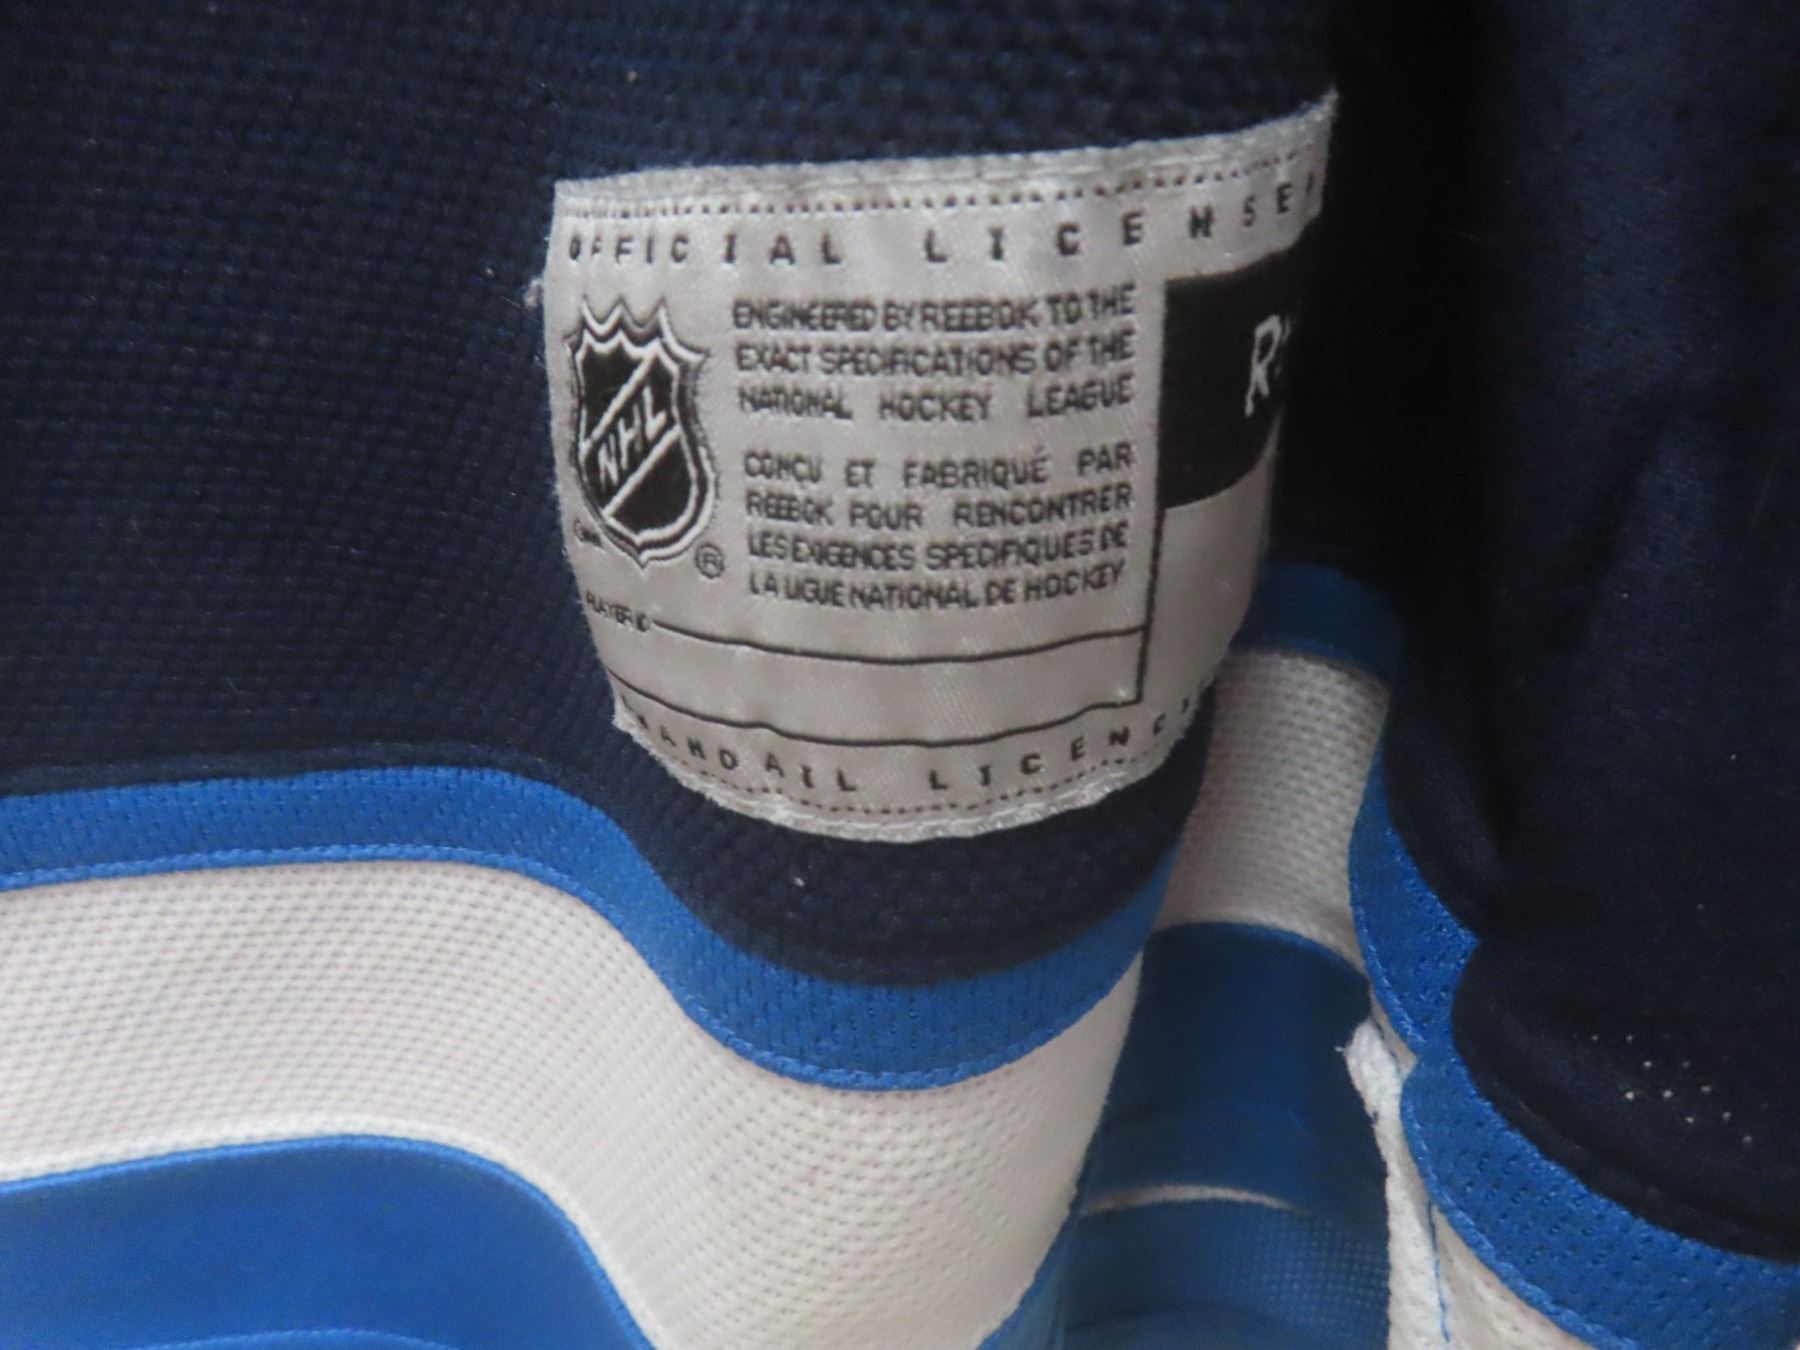 OFFICIAL LICENSE
ENGINEERED BY REEBOK TO THE
EXACT SPECIFICATIONS OF THE
NATIONAL HOCKEY LEAGUE
NHL
®
CONÇU ET FABRIQUÉ PAR
REEBOK POUR RENCONTRER
LES EXIGENCES SPECIFIQUES DE
LA LIGUE NATIONAL DE HOCKEY
PLAYER ID
LICENC